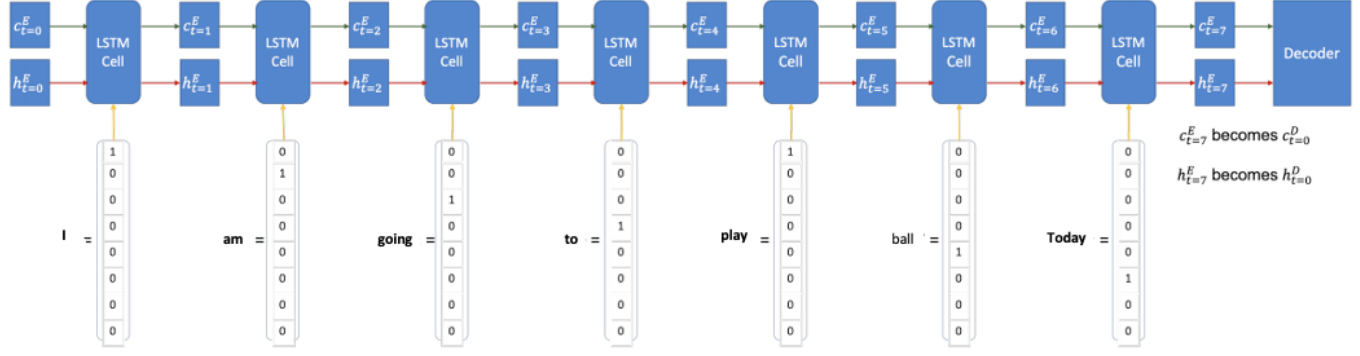 c^E_{t=0} LSTM Cell c^E_{t=1} LSTM Cell c^E_{t=2} LSTM Cell c^E_{t=3} LSTM Cell c^E_{t=4} LSTM Cell c^E_{t=5} LSTM Cell c^E_{t=6} LSTM Cell c^E_{t=7} Decoder
h^E_{t=0} h^E_{t=1} h^E_{t=2} h^E_{t=3} h^E_{t=4} h^E_{t=5} h^E_{t=6} h^E_{t=7}
c^E_{t=7} becomes c^D_{t=0}
h^E_{t=7} becomes h^D_{t=0}
1 0 0 0 1 0 0
0 1 0 0 0 0 0
0 0 1 0 0 0 0
0 0 0 1 0 0 0
I = am = going = to = play = ball = Today =
0 0 0 0 0 1 0
0 0 0 0 0 0 1
0 0 0 0 0 0 0
0 0 0 0 0 0 0